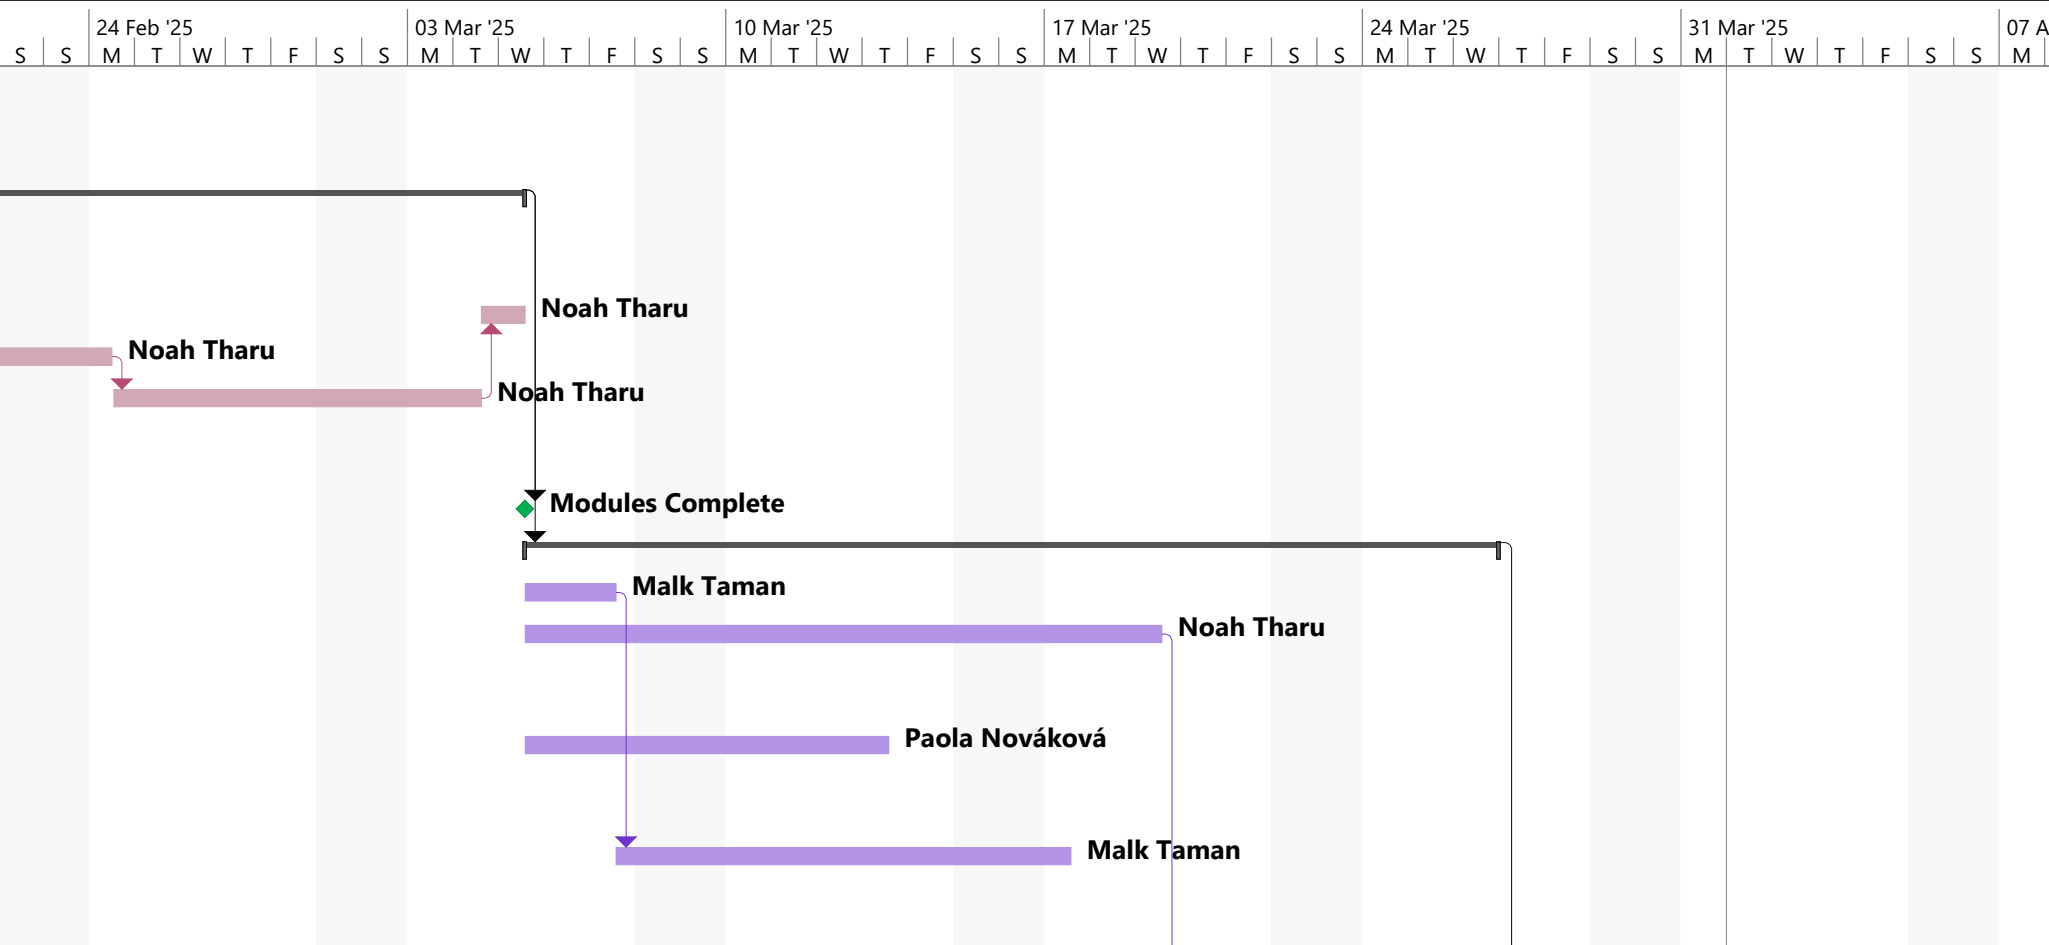 24 Feb '25 03 Mar '25 10 Mar '25 17 Mar '25 24 Mar '25 31 Mar '25 07 A
S S M T W T F S S M T W T F S S M T W T F S S M T W T F S S M T W T F S S M T W T F S S M
Noah Tharu
Noah Tharu
Noah Tharu
Modules Complete
Malk Taman
Noah Tharu
Paola Nováková
Malk Taman